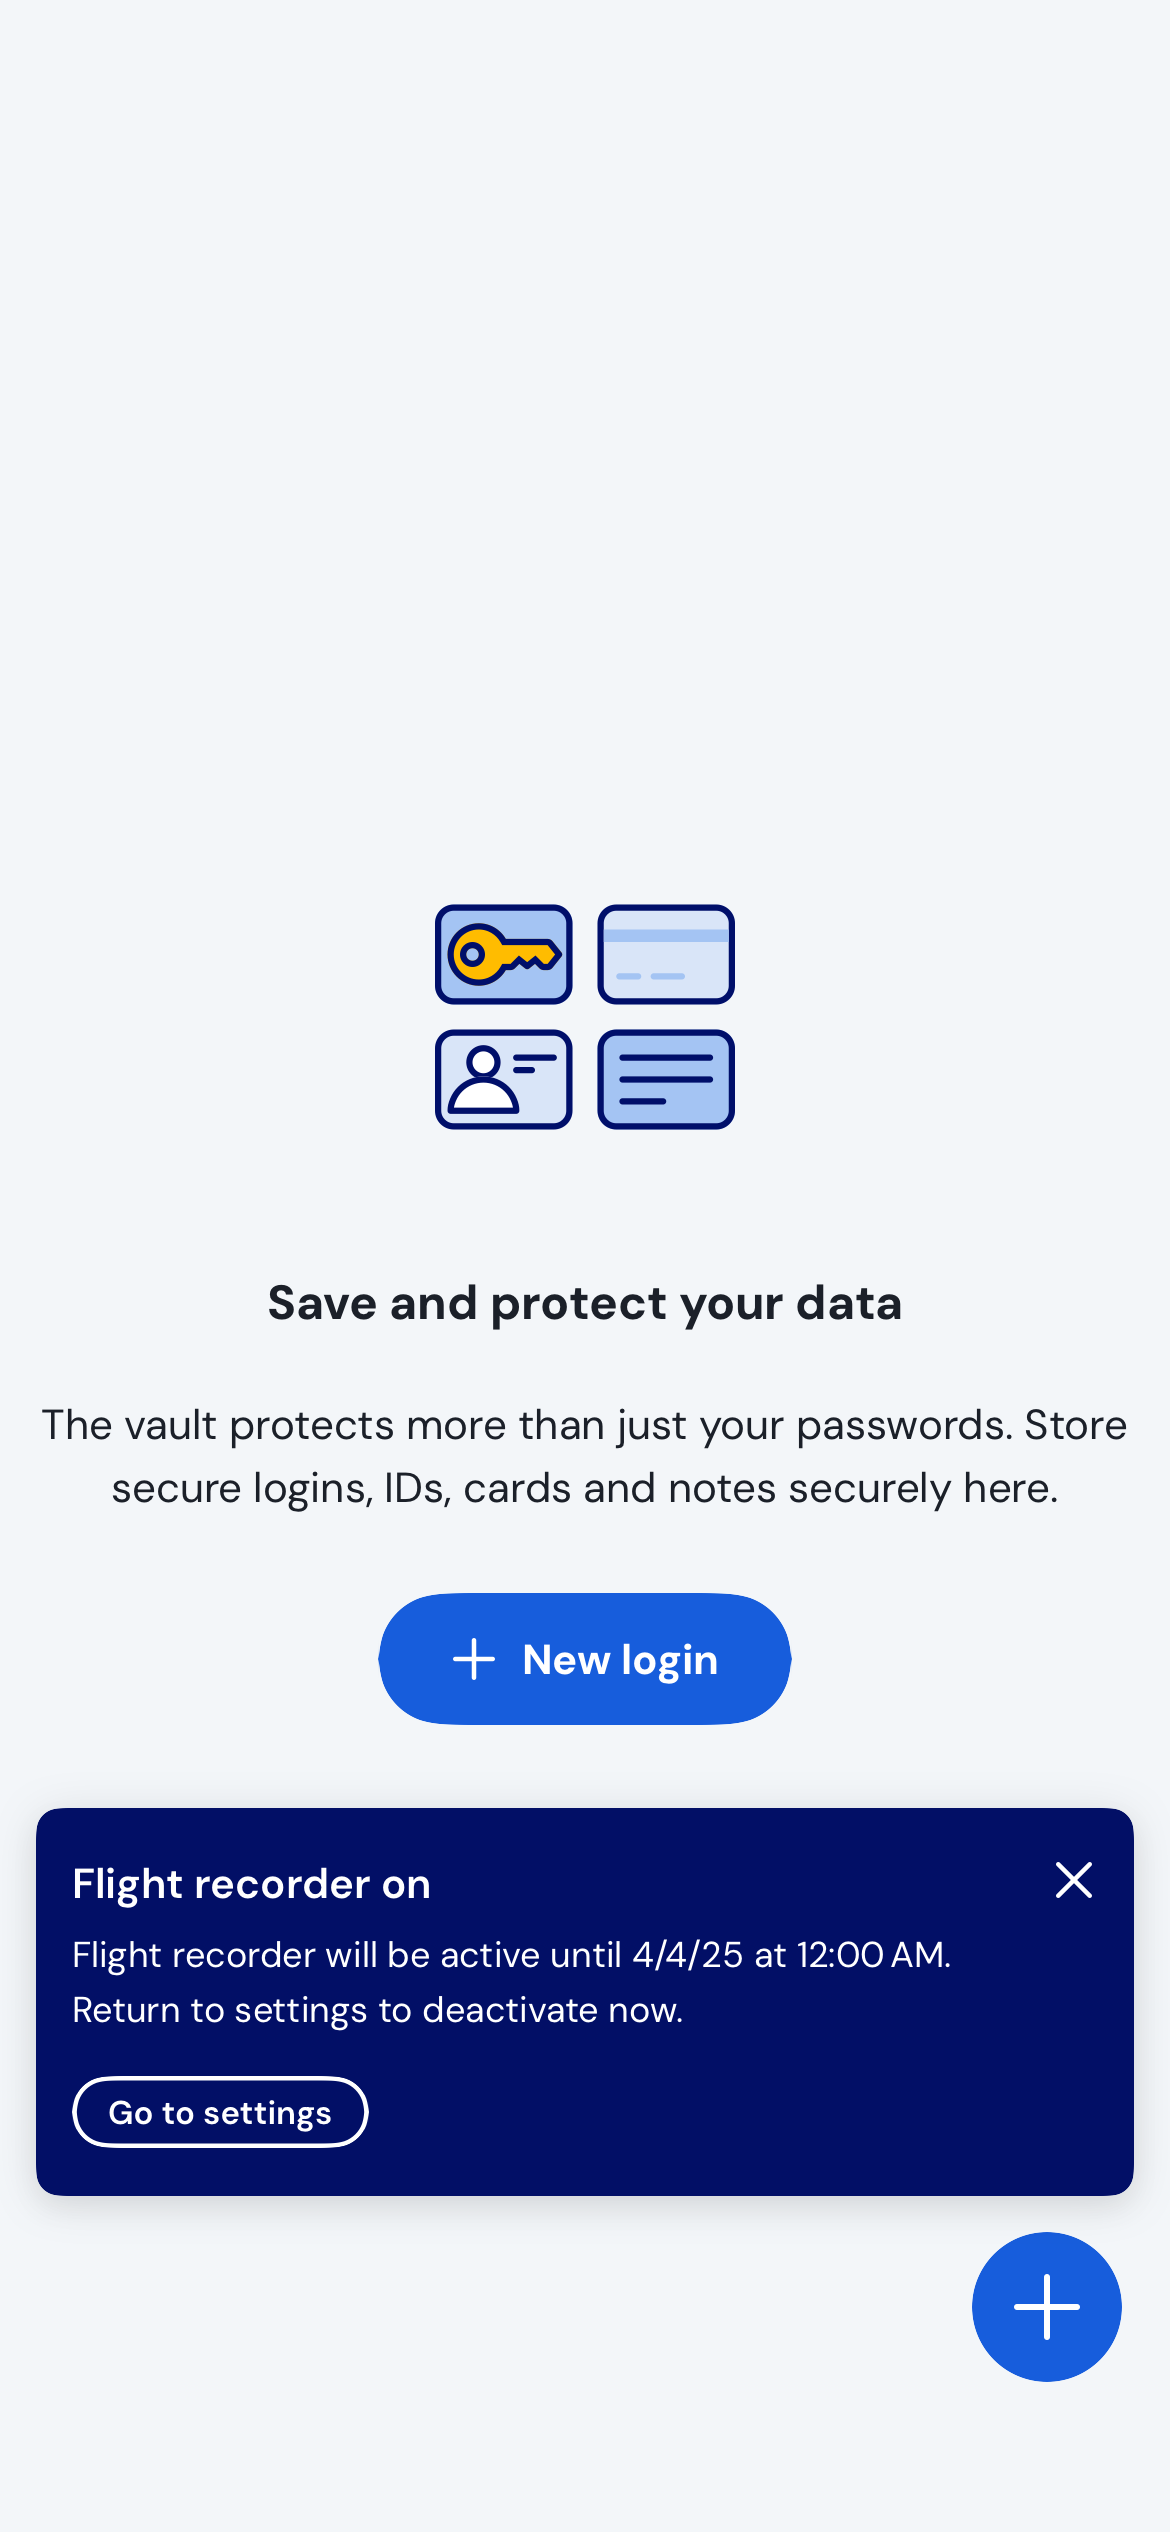 Save and protect your data
The vault protects more than just your passwords. Store
secure logins, IDs, cards and notes securely here.
New login
Flight recorder on
Flight recorder will be active until 4/4/25 at 12:00 AM.
Return to settings to deactivate now.
Go to settings